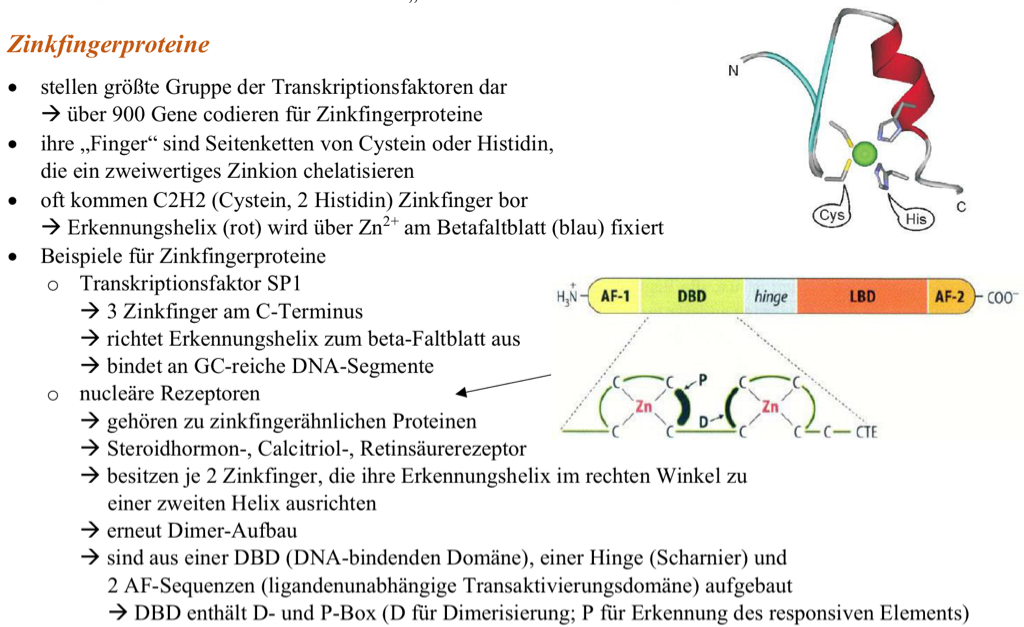 Zinkfingerproteine
• stellen größte Gruppe der Transkriptionsfaktoren dar
→ über 900 Gene codieren für Zinkfingerproteine
• ihre „Finger“ sind Seitenketten von Cystein oder Histidin,
die ein zweiwertiges Zinkion chelatisieren
• oft kommen C2H2 (Cystein, 2 Histidin) Zinkfinger bor
→ Erkennungshelix (rot) wird über Zn²⁺ am Betafaltblatt (blau) fixiert
N
Cys
His
C
• Beispiele für Zinkfingerproteine
o Transkriptionsfaktor SP1
→ 3 Zinkfinger am C-Terminus
→ richtet Erkennungshelix zum beta-Faltblatt aus
→ bindet an GC-reiche DNA-Segmente
o nucleäre Rezeptoren
→ gehören zu zinkfingerähnlichen Proteinen
→ Steroidhormon-, Calcitriol-, Retinsäurerezeptor
→ besitzen je 2 Zinkfinger, die ihre Erkennungshelix im rechten Winkel zu
einer zweiten Helix ausrichten
→ erneut Dimer-Aufbau
→ sind aus einer DBD (DNA-bindenden Domäne), einer Hinge (Scharnier) und
2 AF-Sequenzen (ligandenunabhängige Transaktivierungsdomäne) aufgebaut
→ DBD enthält D- und P-Box (D für Dimerisierung; P für Erkennung des responsiven Elements)
H₃N⁺ AF-1 DBD hinge LBD AF-2 COO⁻
C C P C C
Zn D Zn
C C C C C CTE